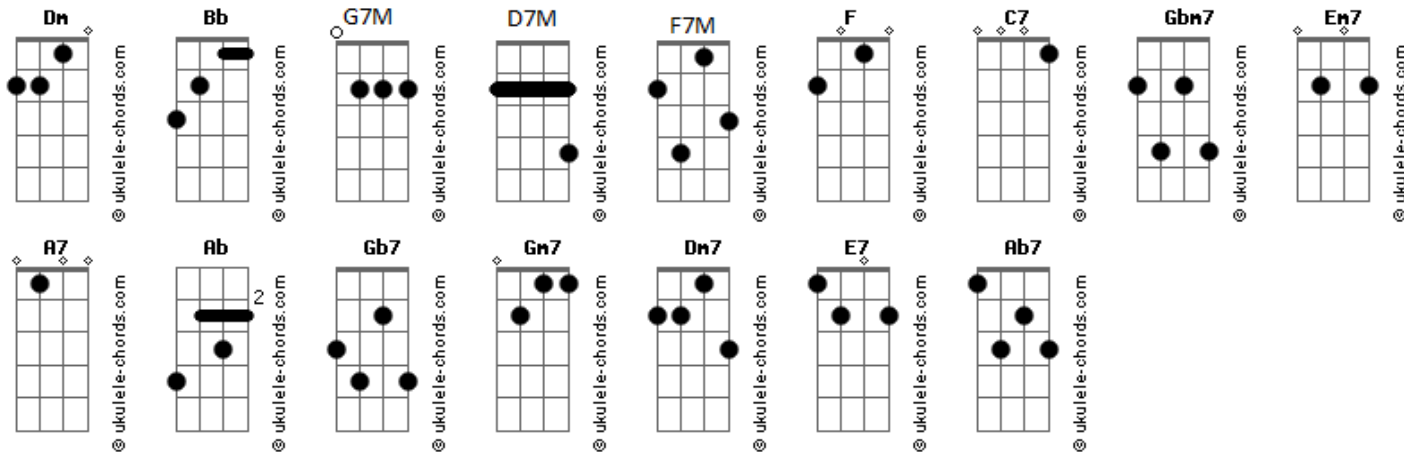 Dm Bb G7M D7M F7M F C7 Gbm7 Em7
© ukulele-chords.com © ukulele-chords.com © ukulele-chords.com © ukulele-chords.com © ukulele-chords.com © ukulele-chords.com © ukulele-chords.com © ukulele-chords.com © ukulele-chords.com
A7 Ab Gb7 Gm7 Dm7 E7 Ab7
2
© ukulele-chords.com © ukulele-chords.com © ukulele-chords.com © ukulele-chords.com © ukulele-chords.com © ukulele-chords.com © ukulele-chords.com